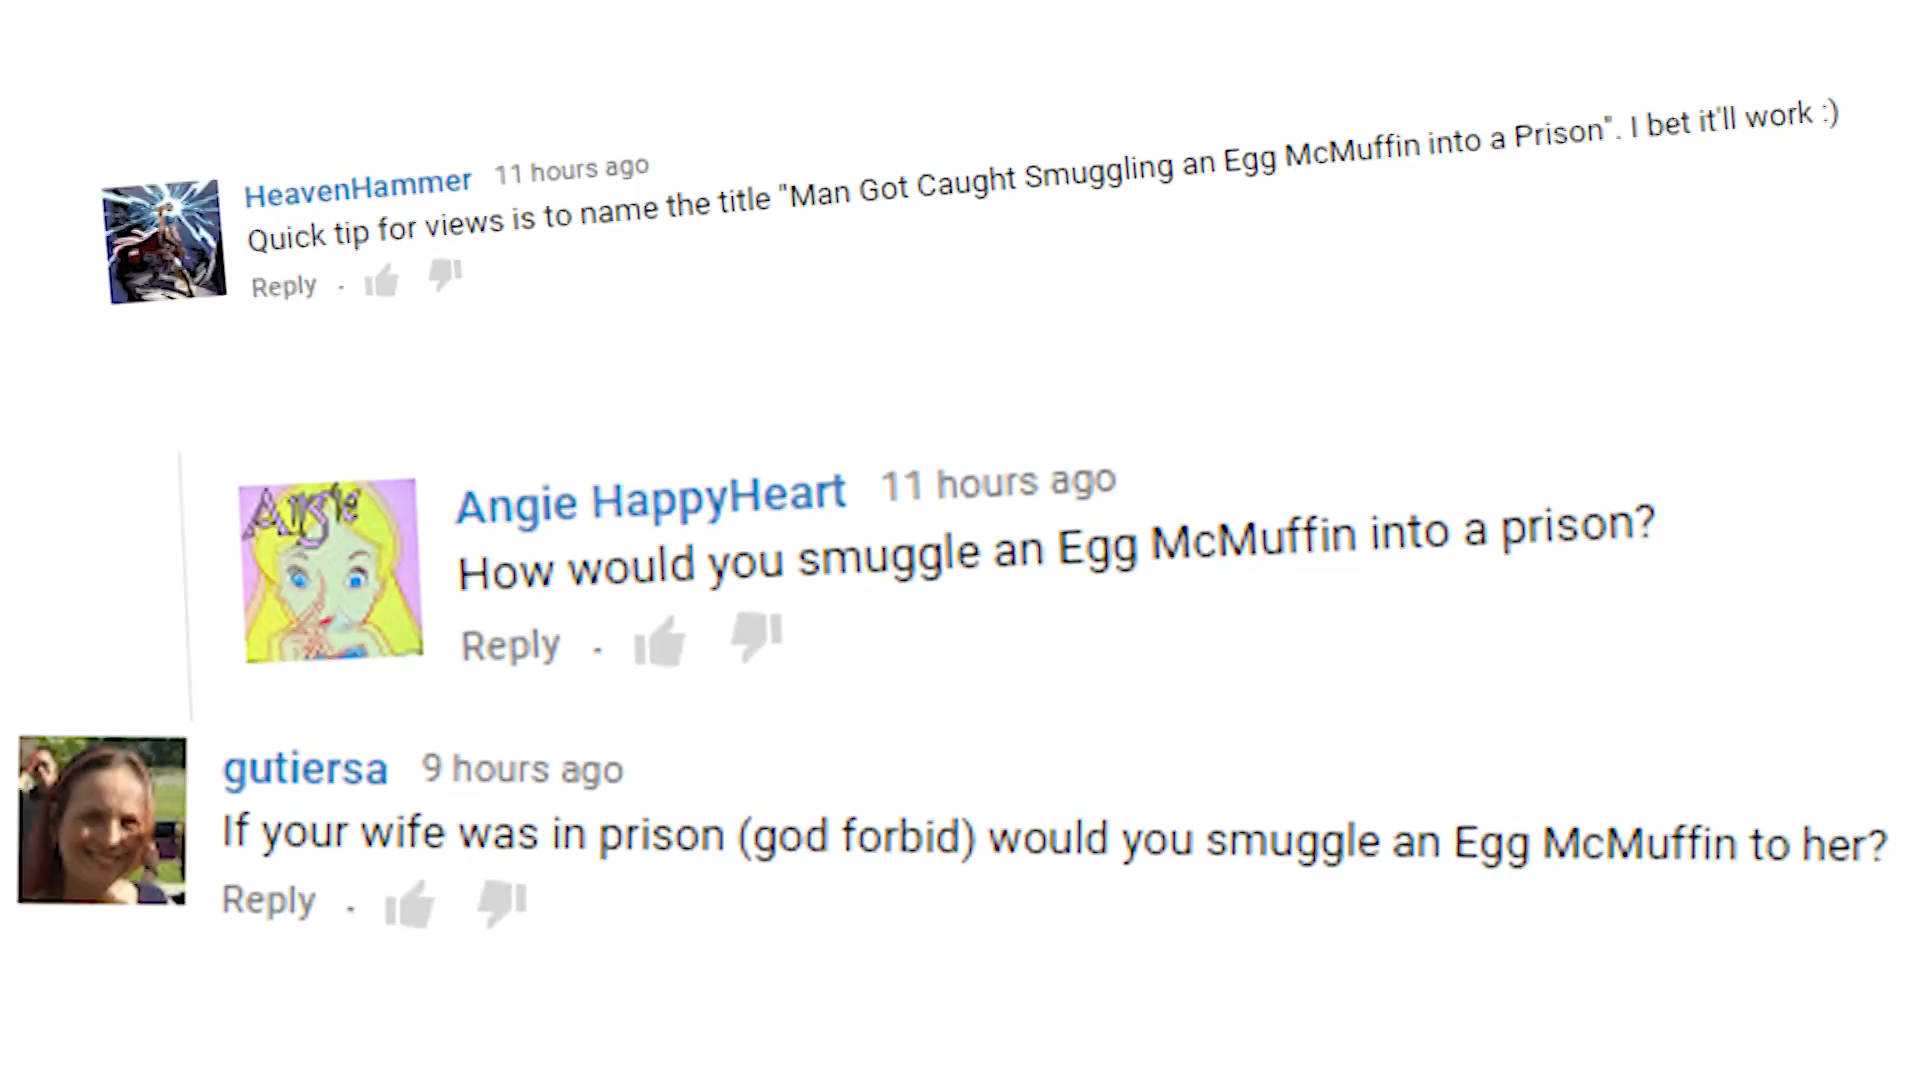 HeavenHammer 11 hours ago
Quick tip for views is to name the title "Man Got Caught Smuggling an Egg McMuffin into a Prison". I bet it'll work :)
Reply ·
Angie
Angie HappyHeart 11 hours ago
How would you smuggle an Egg McMuffin into a prison?
Reply ·
gutiersa 9 hours ago
If your wife was in prison (god forbid) would you smuggle an Egg McMuffin to her?
Reply ·